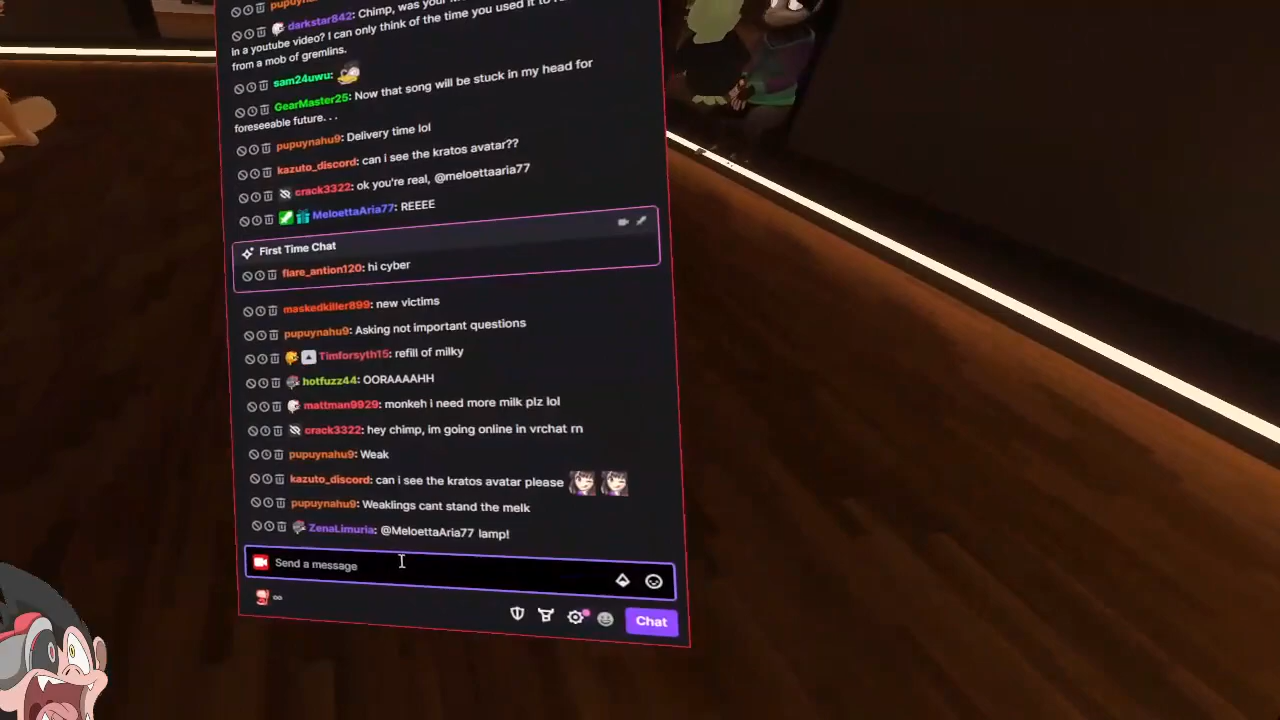 pupuynahu9:
darkstar842: Chimp, was your
in a youtube video? I can only think of the time you used it to
from a mob of gremlins.
sam24uwu:
GearMaster25: Now that song will be stuck in my head for
foreseeable future. . .
pupuynahu9: Delivery time lol
kazuto_discord: can i see the kratos avatar??
crack3322: ok you're real, @meloettaaria77
MeloettaAria77: REEEE
First Time Chat
flare_antion120: hi cyber
maskedkiller899: new victims
pupuynahu9: Asking not important questions
Timforsyth15: refill of milky
hotfuzz44: OORAAAAHH
mattman9929: monkeh i need more milk plz lol
crack3322: hey chimp, im going online in vrchat rn
pupuynahu9: Weak
kazuto_discord: can i see the kratos avatar please
pupuynahu9: Weaklings cant stand the melk
ZenaLimuria: @MeloettaAria77 lamp!
Send a message
∞
Chat